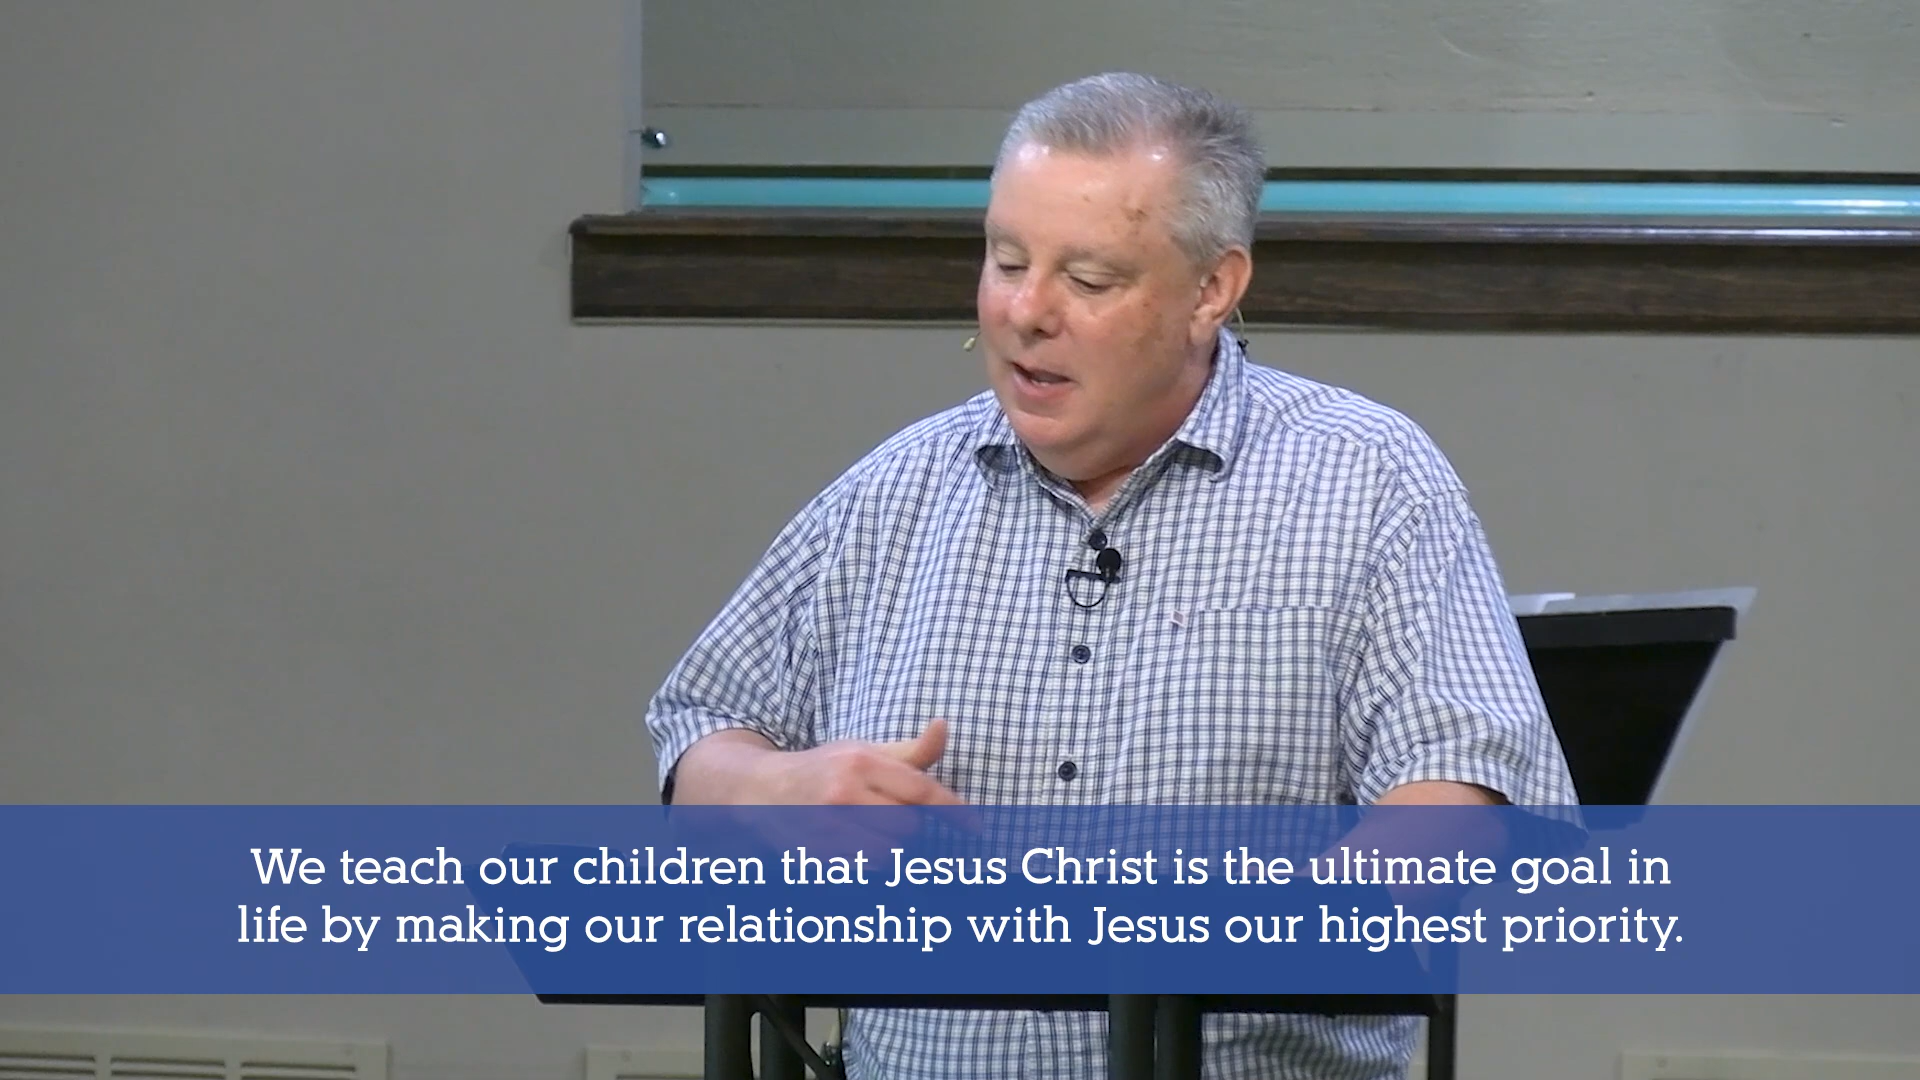 We teach our children that Jesus Christ is the ultimate goal in
life by making our relationship with Jesus our highest priority.